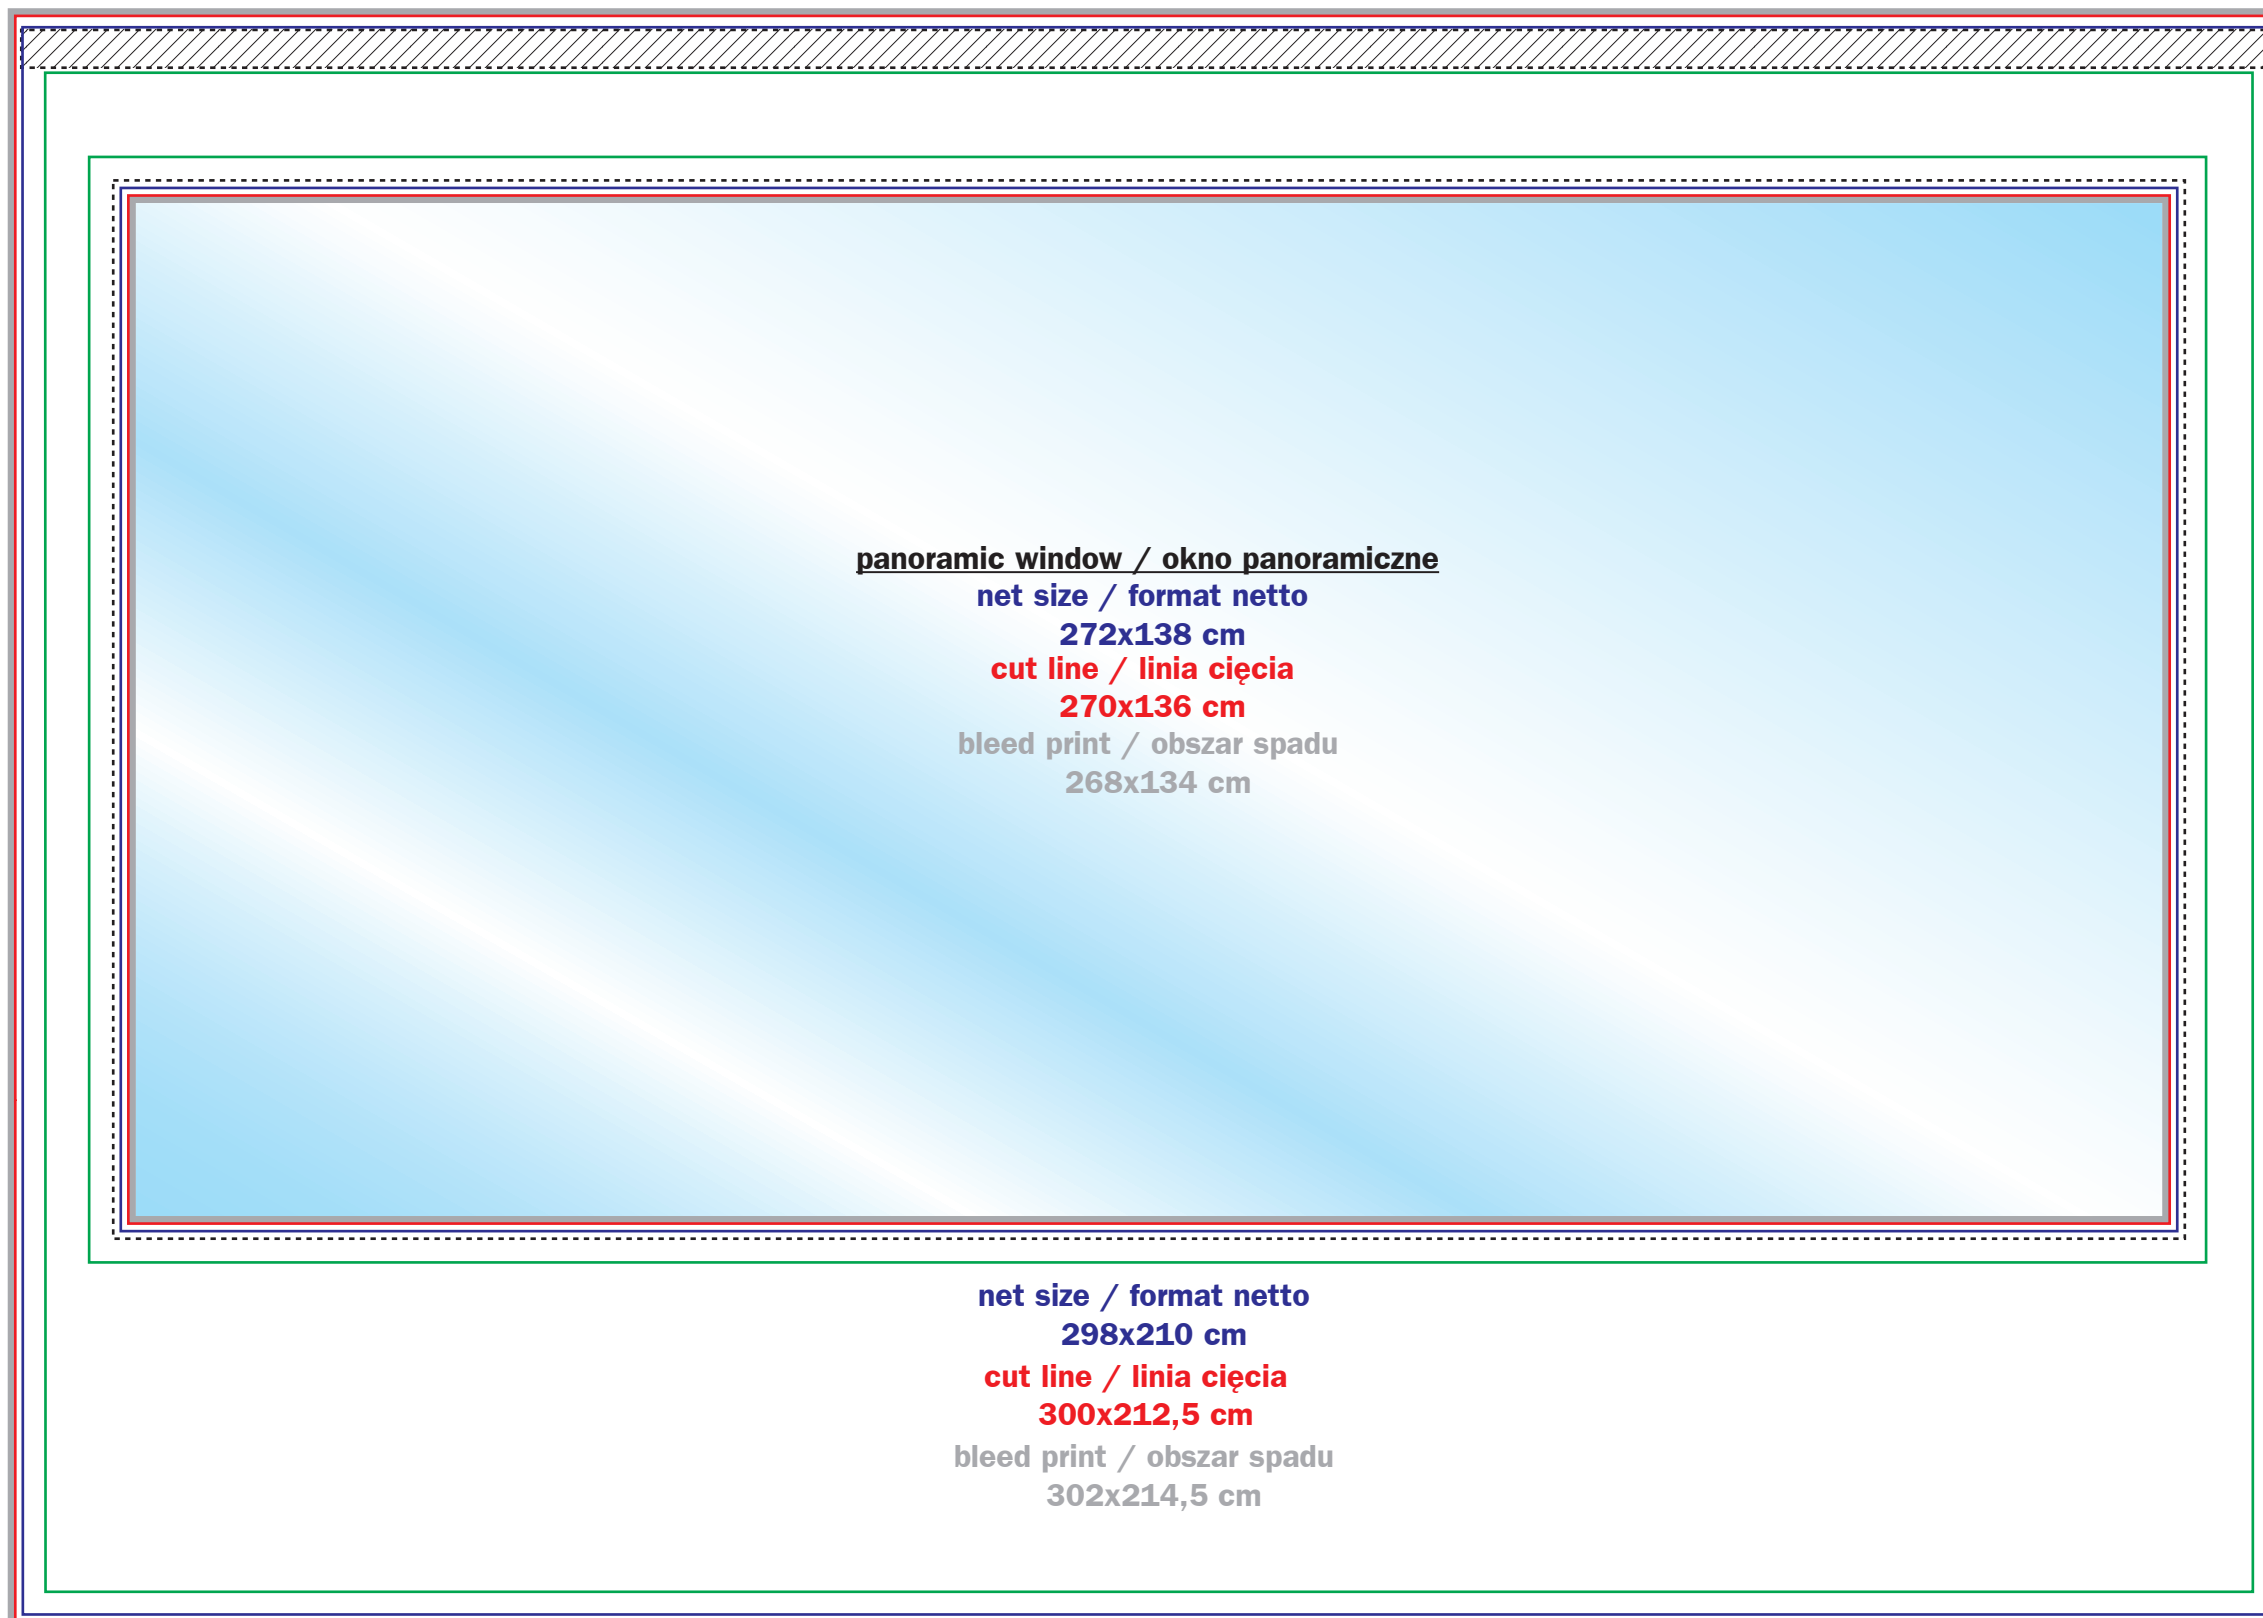 panoramic window / okno panoramiczne
net size / format netto
272x138 cm
cut line / linia cięcia
270x136 cm
bleed print / obszar spadu
268x134 cm
net size / format netto
298x210 cm
cut line / linia cięcia
300x212,5 cm
bleed print / obszar spadu
302x214,5 cm